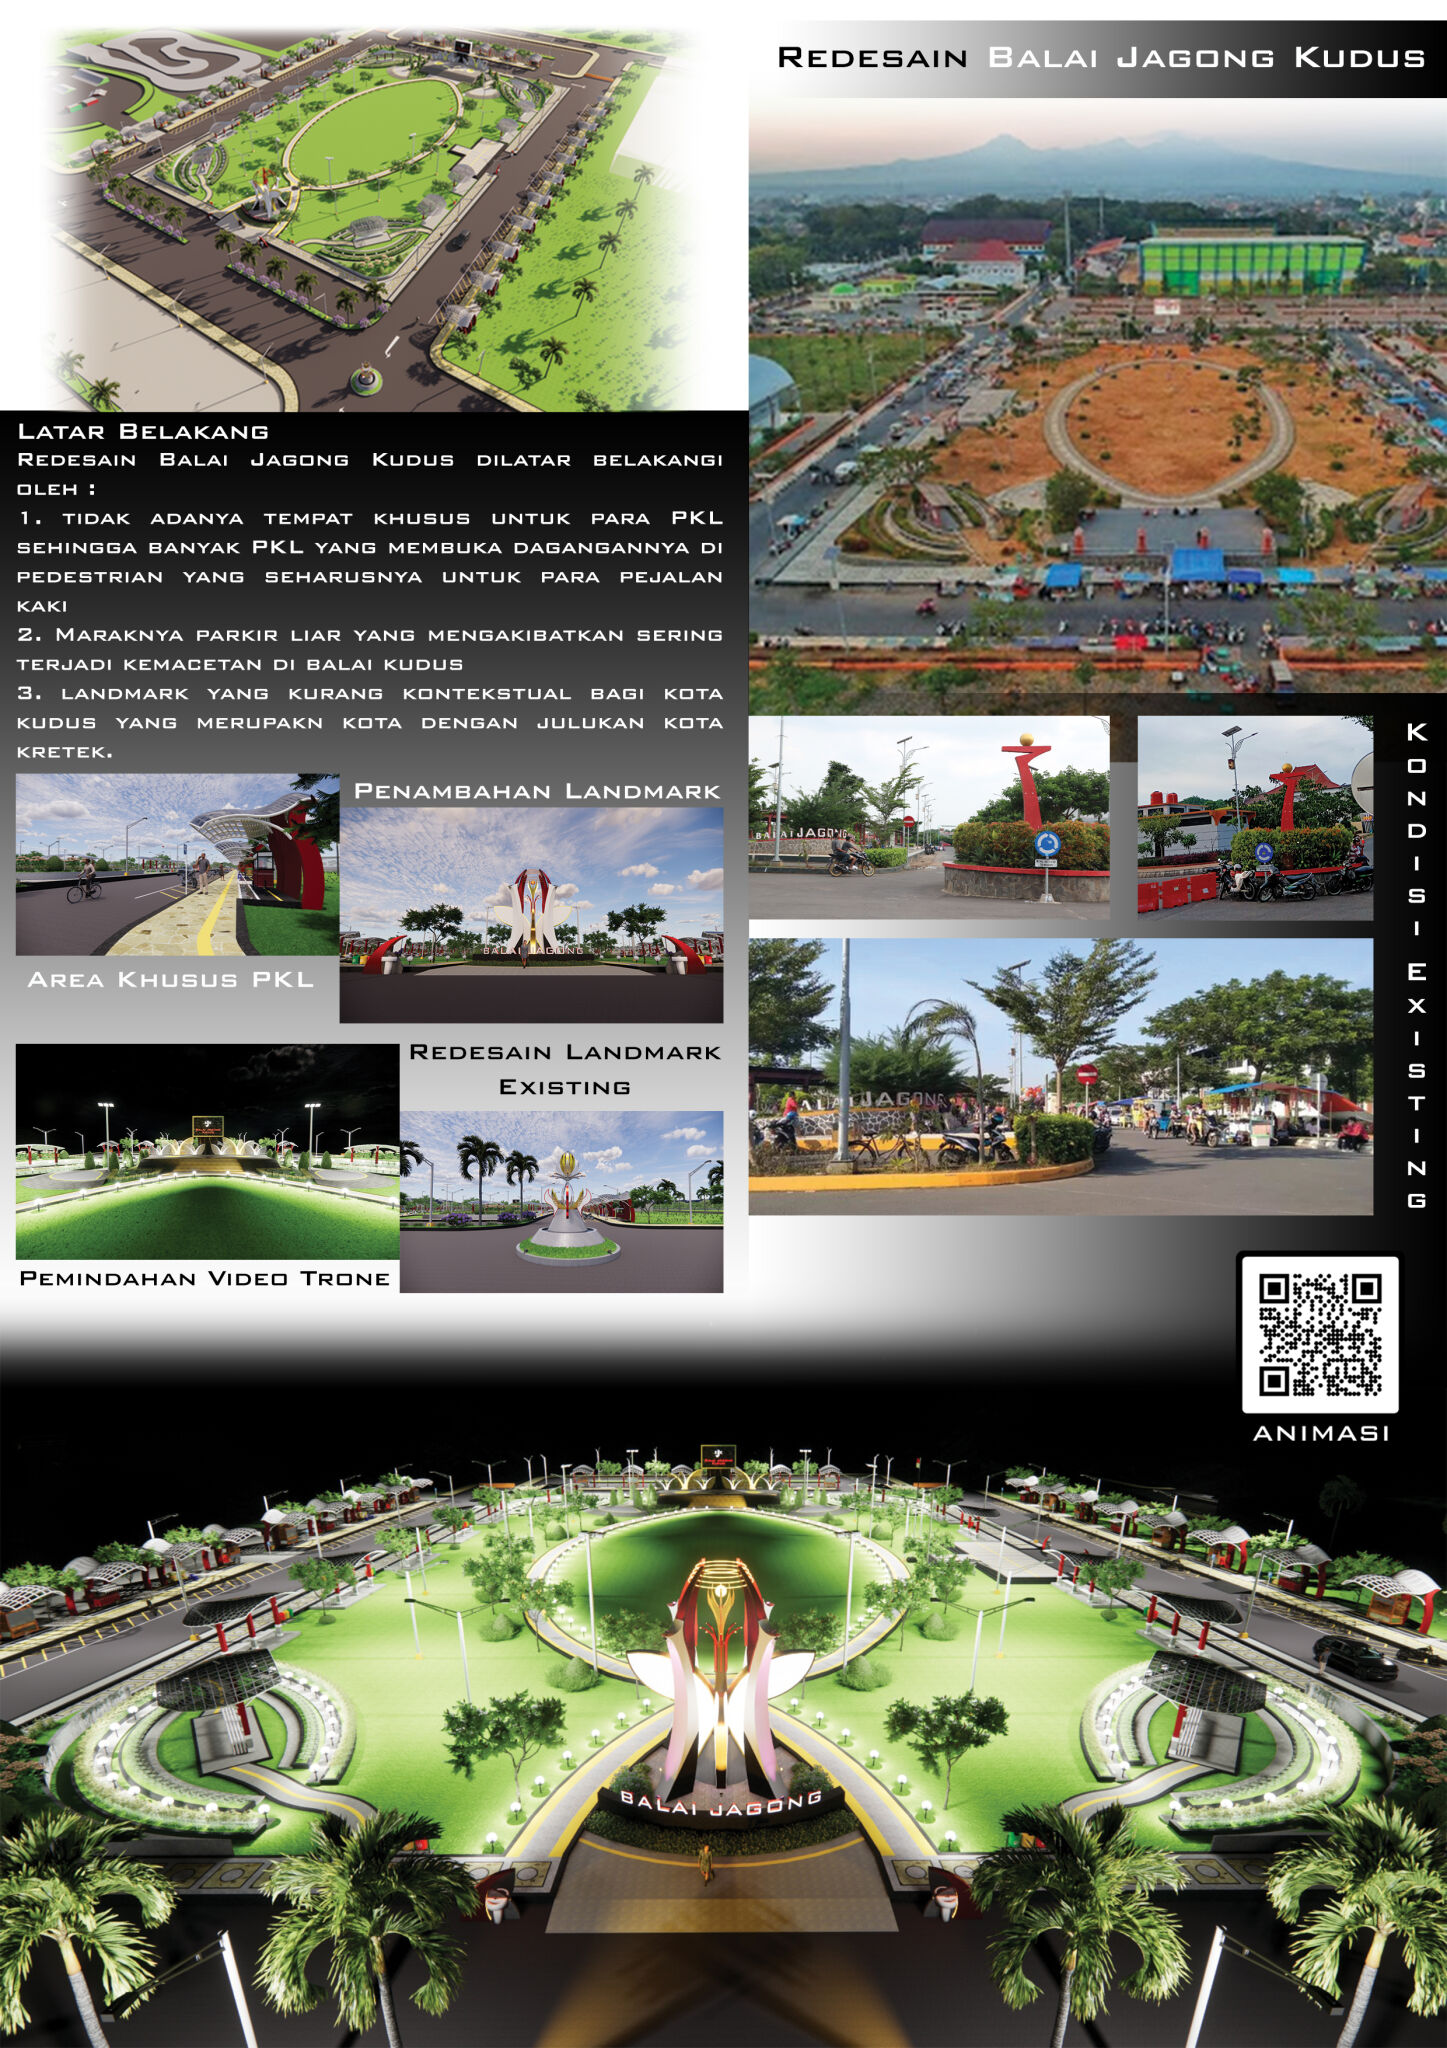 REDESAIN BALAI JAGONG KUDUS
LATAR BELAKANG
REDESAIN BALAI JAGONG KUDUS DILATAR BELAKANGI
OLEH :
1. TIDAK ADANYA TEMPAT KHUSUS UNTUK PARA PKL
SEHINGGA BANYAK PKL YANG MEMBUKA DAGANGANNYA DI
PEDESTRIAN YANG SEHARUSNYA UNTUK PARA PEJALAN
KAKI
2. MARAKNYA PARKIR LIAR YANG MENGAKIBATKAN SERING
TERJADI KEMACETAN DI BALAI KUDUS
3. LANDMARK YANG KURANG KONTEKSTUAL BAGI KOTA
KUDUS YANG MERUPAKN KOTA DENGAN JULUKAN KOTA
KRETEK.
PENAMBAHAN LANDMARK
BALAI JAGONG
AREA KHUSUS PKL
REDESAIN LANDMARK
EXISTING
PEMINDAHAN VIDEO TRONE
BALAI JAGONG
ALAI JAGONG
KONDISI EXISTING
ANIMASI
BALAI JAGONG